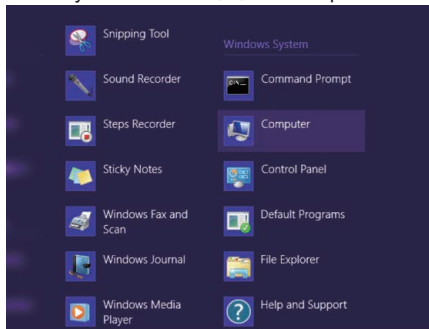 Snipping Tool
Sound Recorder
Steps Recorder
Sticky Notes
Windows Fax and
Scan
Windows Journal
Windows Media
Player
Windows System
Command Prompt
Computer
Control Panel
Default Programs
File Explorer
Help and Support